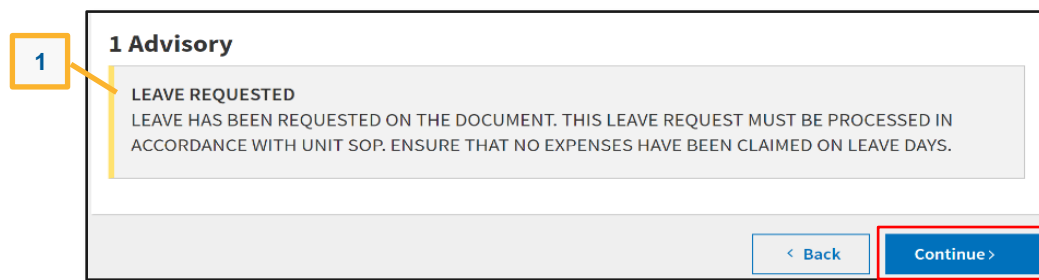 1 Advisory
1
LEAVE REQUESTED
LEAVE HAS BEEN REQUESTED ON THE DOCUMENT. THIS LEAVE REQUEST MUST BE PROCESSED IN
ACCORDANCE WITH UNIT SOP. ENSURE THAT NO EXPENSES HAVE BEEN CLAIMED ON LEAVE DAYS.
< Back
Continue >